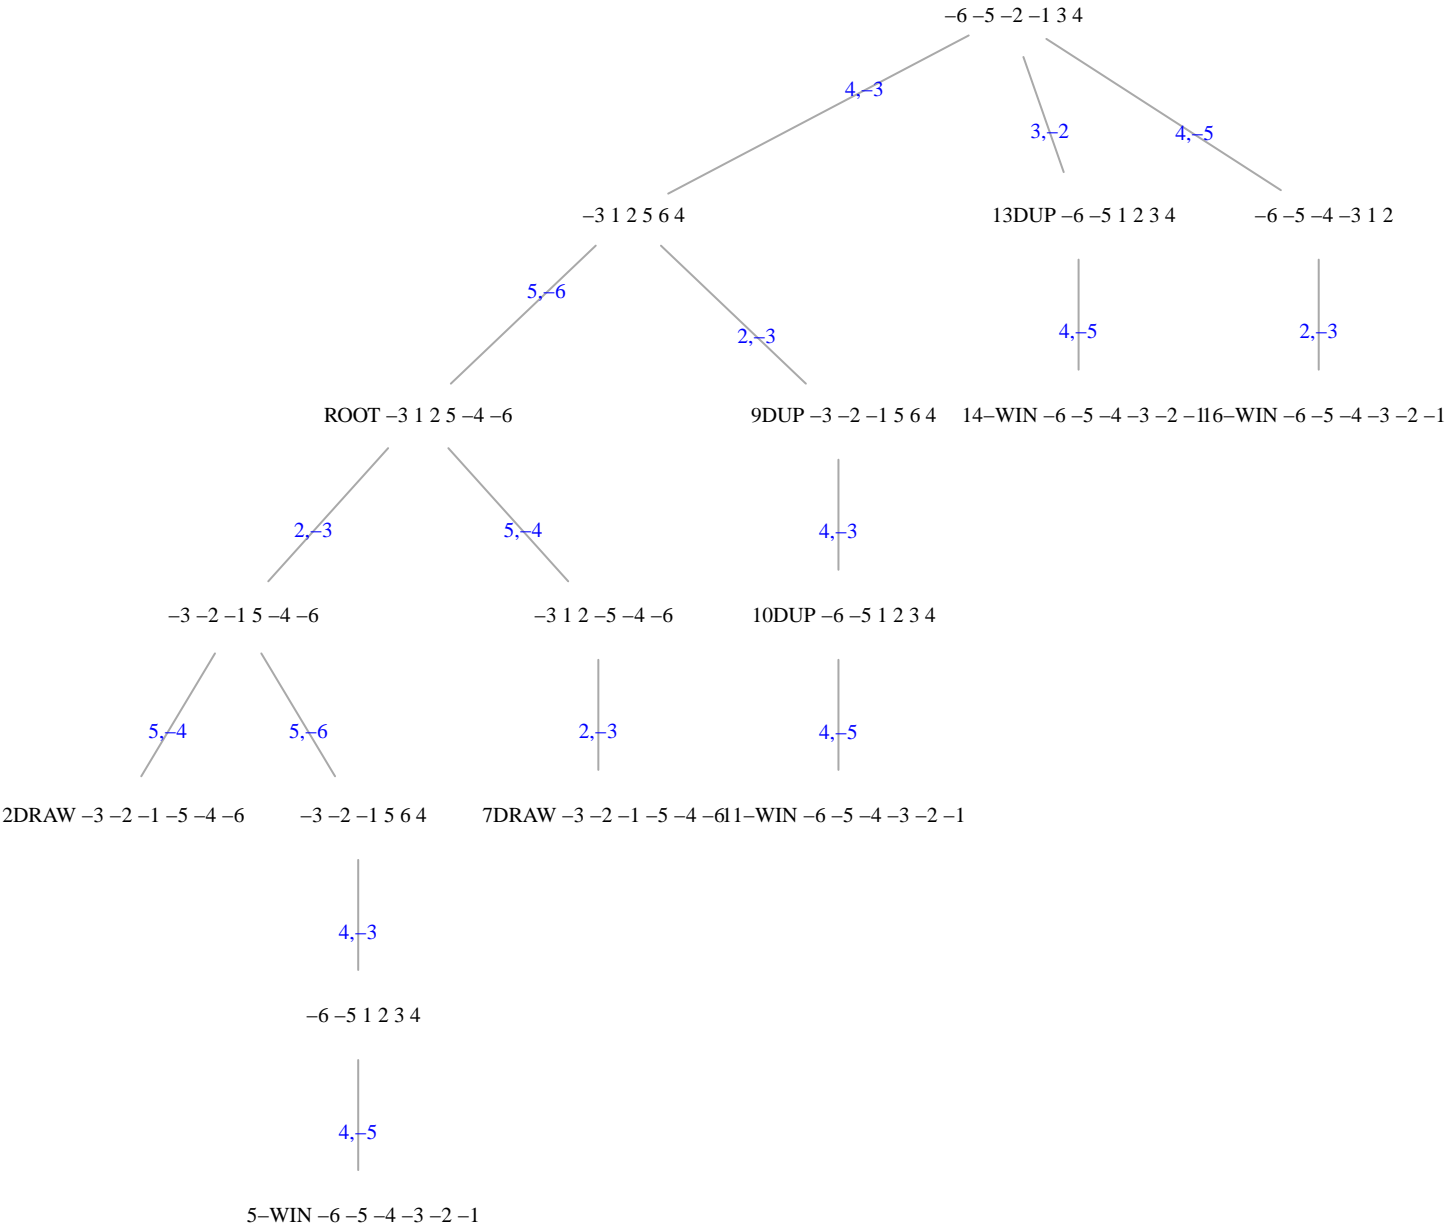 –6 –5 –2 –1 3 4
4,–3
3,–2
4,–5
–3 1 2 5 6 4
13DUP –6 –5 1 2 3 4
–6 –5 –4 –3 1 2
5,–6
2,–3
4,–5
2,–3
ROOT –3 1 2 5 –4 –6
9DUP –3 –2 –1 5 6 4
14–WIN –6 –5 –4 –3 –2 –1
16–WIN –6 –5 –4 –3 –2 –1
2,–3
5,–4
4,–3
–3 –2 –1 5 –4 –6
–3 1 2 –5 –4 –6
10DUP –6 –5 1 2 3 4
5,–4
5,–6
2,–3
4,–5
2DRAW –3 –2 –1 –5 –4 –6
–3 –2 –1 5 6 4
7DRAW –3 –2 –1 –5 –4 –6
11–WIN –6 –5 –4 –3 –2 –1
4,–3
–6 –5 1 2 3 4
4,–5
5–WIN –6 –5 –4 –3 –2 –1